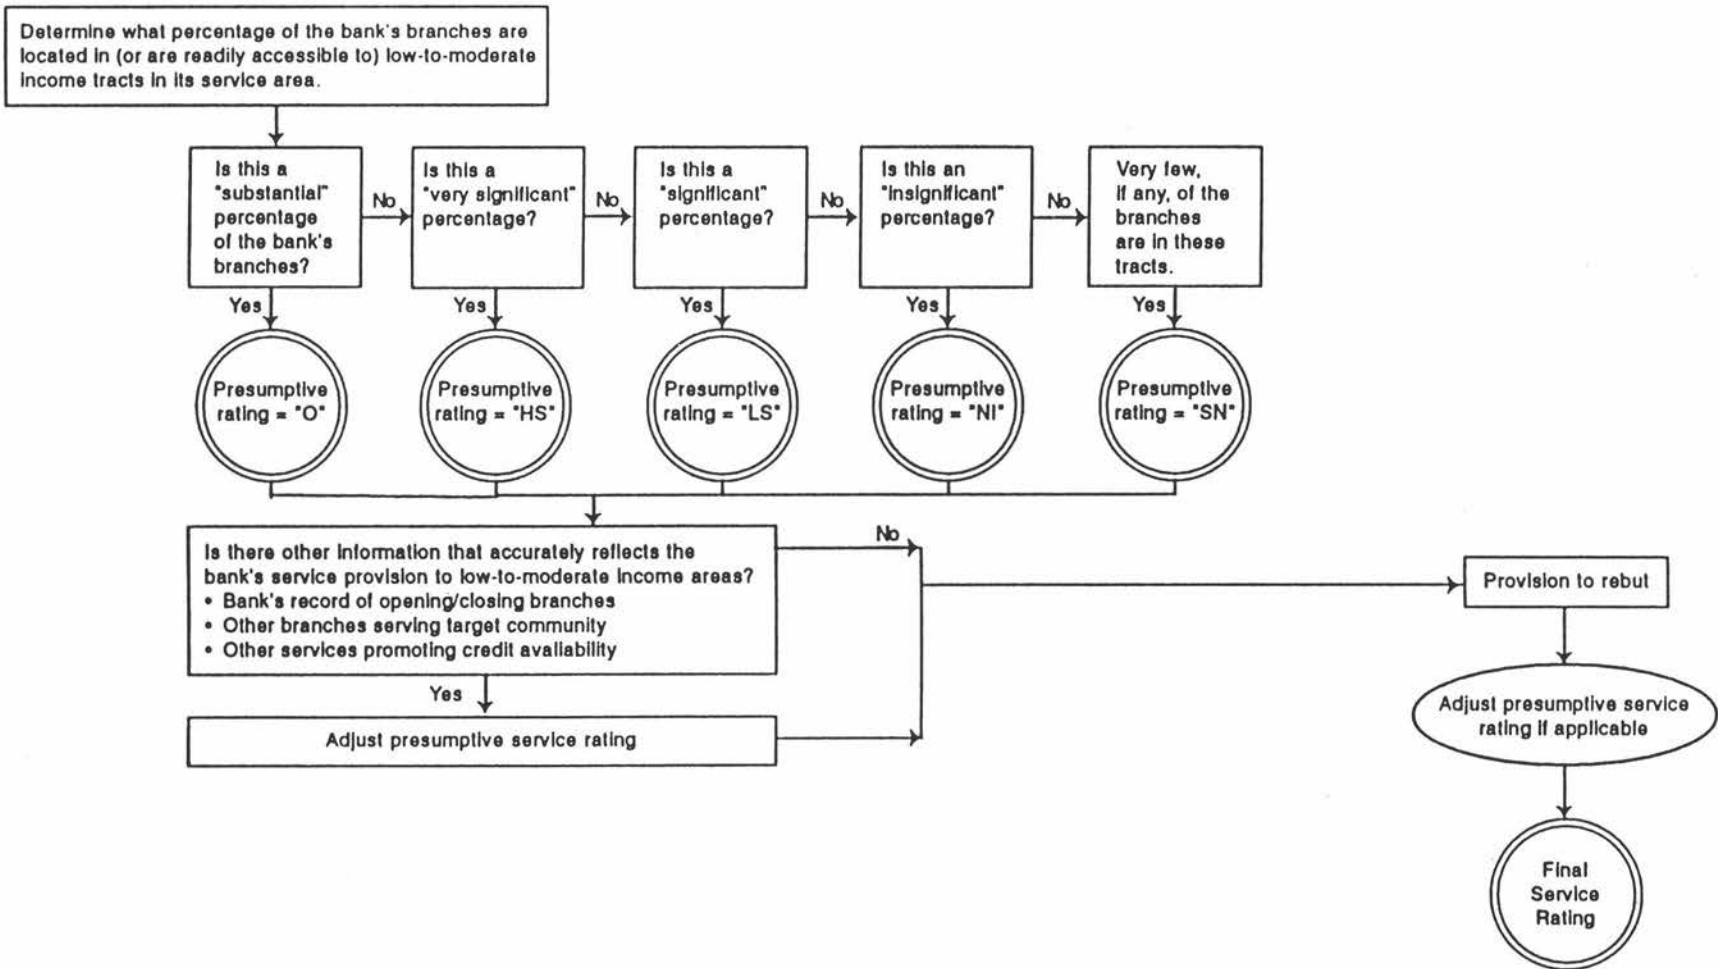 Determine what percentage of the bank's branches are
located in (or are readily accessible to) low-to-moderate
income tracts in its service area.
Is this a
"substantial"
percentage
of the bank's
branches?
No
Is this a
"very significant"
percentage?
No
Is this a
"significant"
percentage?
No
Is this an
"insignificant"
percentage?
No
Very few,
if any, of the
branches
are in these
tracts.
Yes
Yes
Yes
Yes
Yes
Presumptive
rating = "O"
Presumptive
rating = "HS"
Presumptive
rating = "LS"
Presumptive
rating = "NI"
Presumptive
rating = "SN"
Is there other information that accurately reflects the
bank's service provision to low-to-moderate income areas?
• Bank's record of opening/closing branches
• Other branches serving target community
• Other services promoting credit availability
No
Yes
Adjust presumptive service rating
Provision to rebut
Adjust presumptive service
rating if applicable
Final
Service
Rating